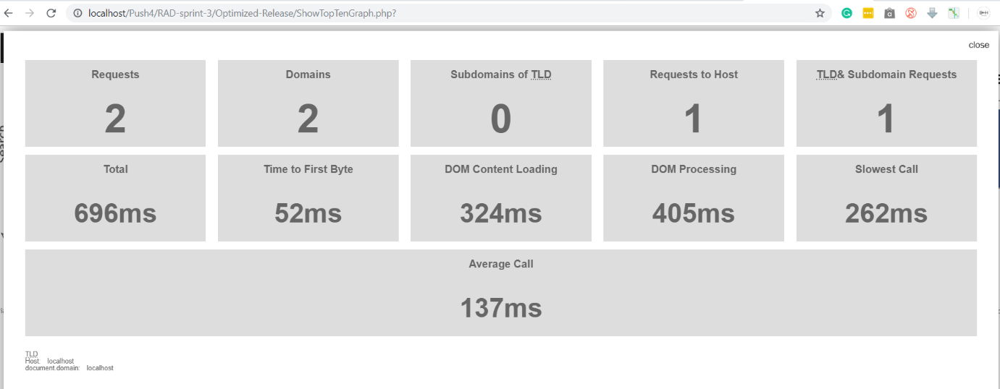 localhost/Push4/RAD-sprint-3/Optimized-Release/ShowTopTenGraph.php?
close
Requests Domains Subdomains of TLD Requests to Host TLD& Subdomain Requests
2 2 0 1 1
Search
Total Time to First Byte DOM Content Loading DOM Processing Slowest Call
696ms 52ms 324ms 405ms 262ms
Average Call
137ms
TLD
Host: localhost
document.domain: localhost